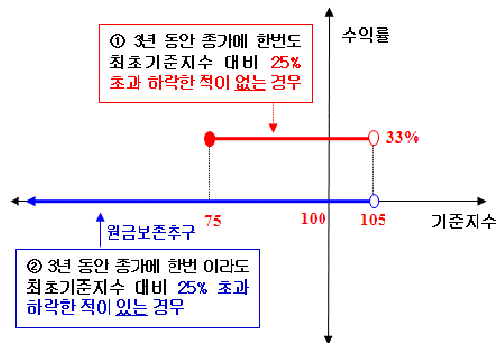 수익률
① 3년 동안 종가에 한번도
최초기준지수 대비 25%
초과 하락한 적이 없는 경우
33%
75
100
105
기준지수
원금보존추구
② 3년 동안 종가에 한번 이라도
최초기준지수 대비 25% 초과
하락한 적이 있는 경우